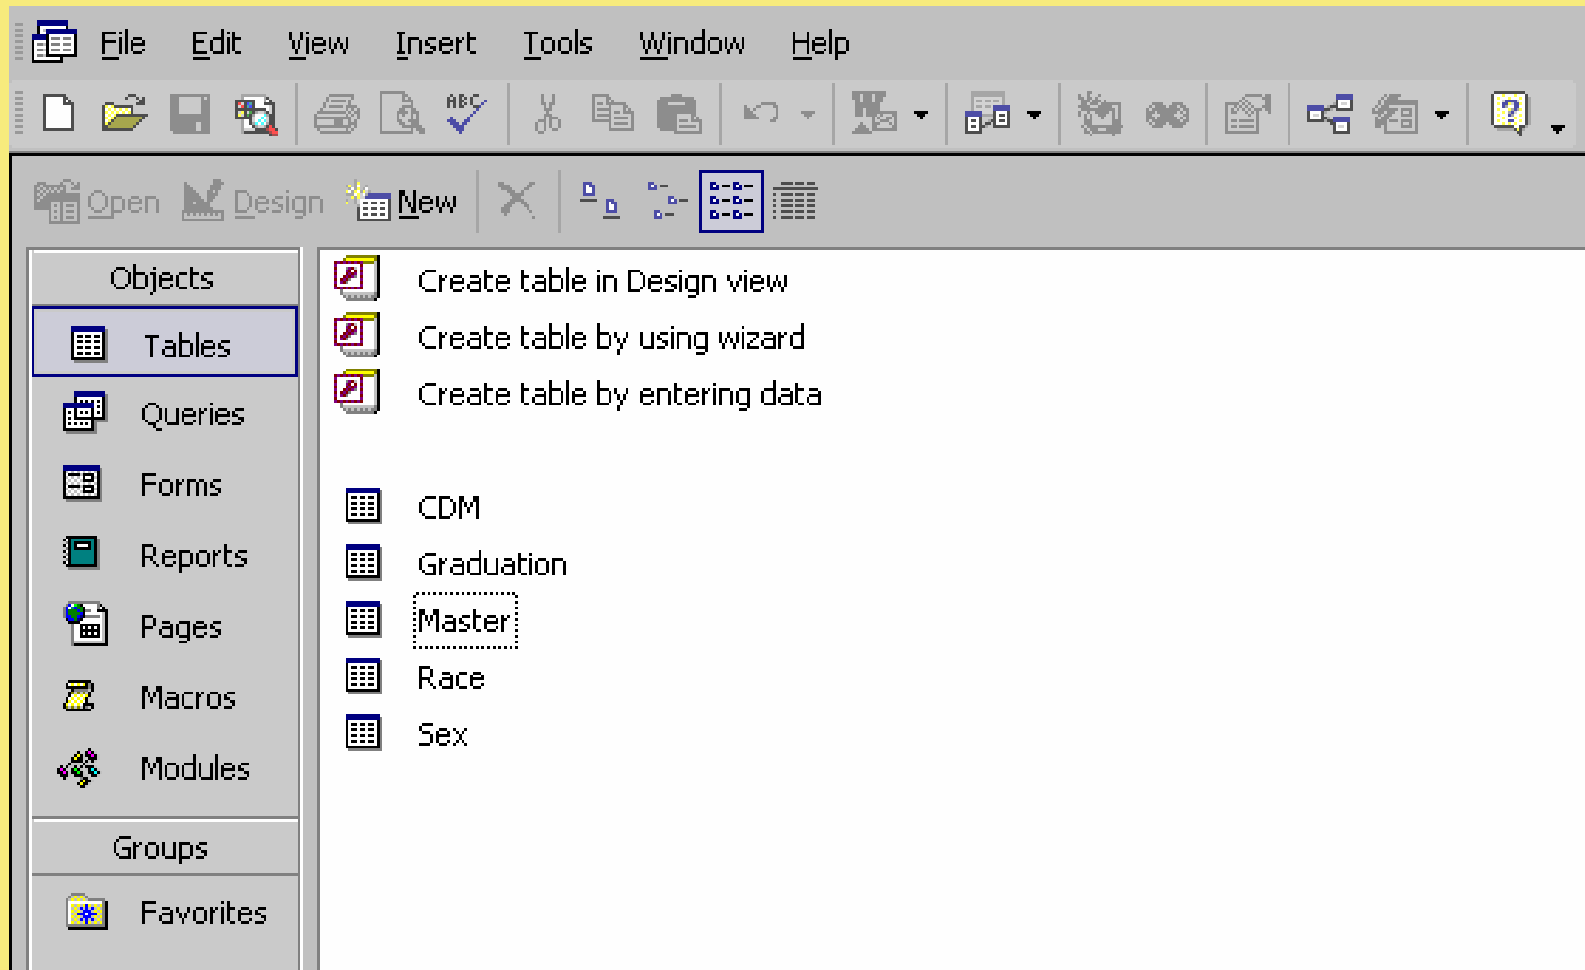 File Edit View Insert Tools Window Help
ABC
Open Design New
Objects
Tables
Queries
Forms
Reports
Pages
Macros
Modules
Groups
Favorites
Create table in Design view
Create table by using wizard
Create table by entering data
CDM
Graduation
Master
Race
Sex